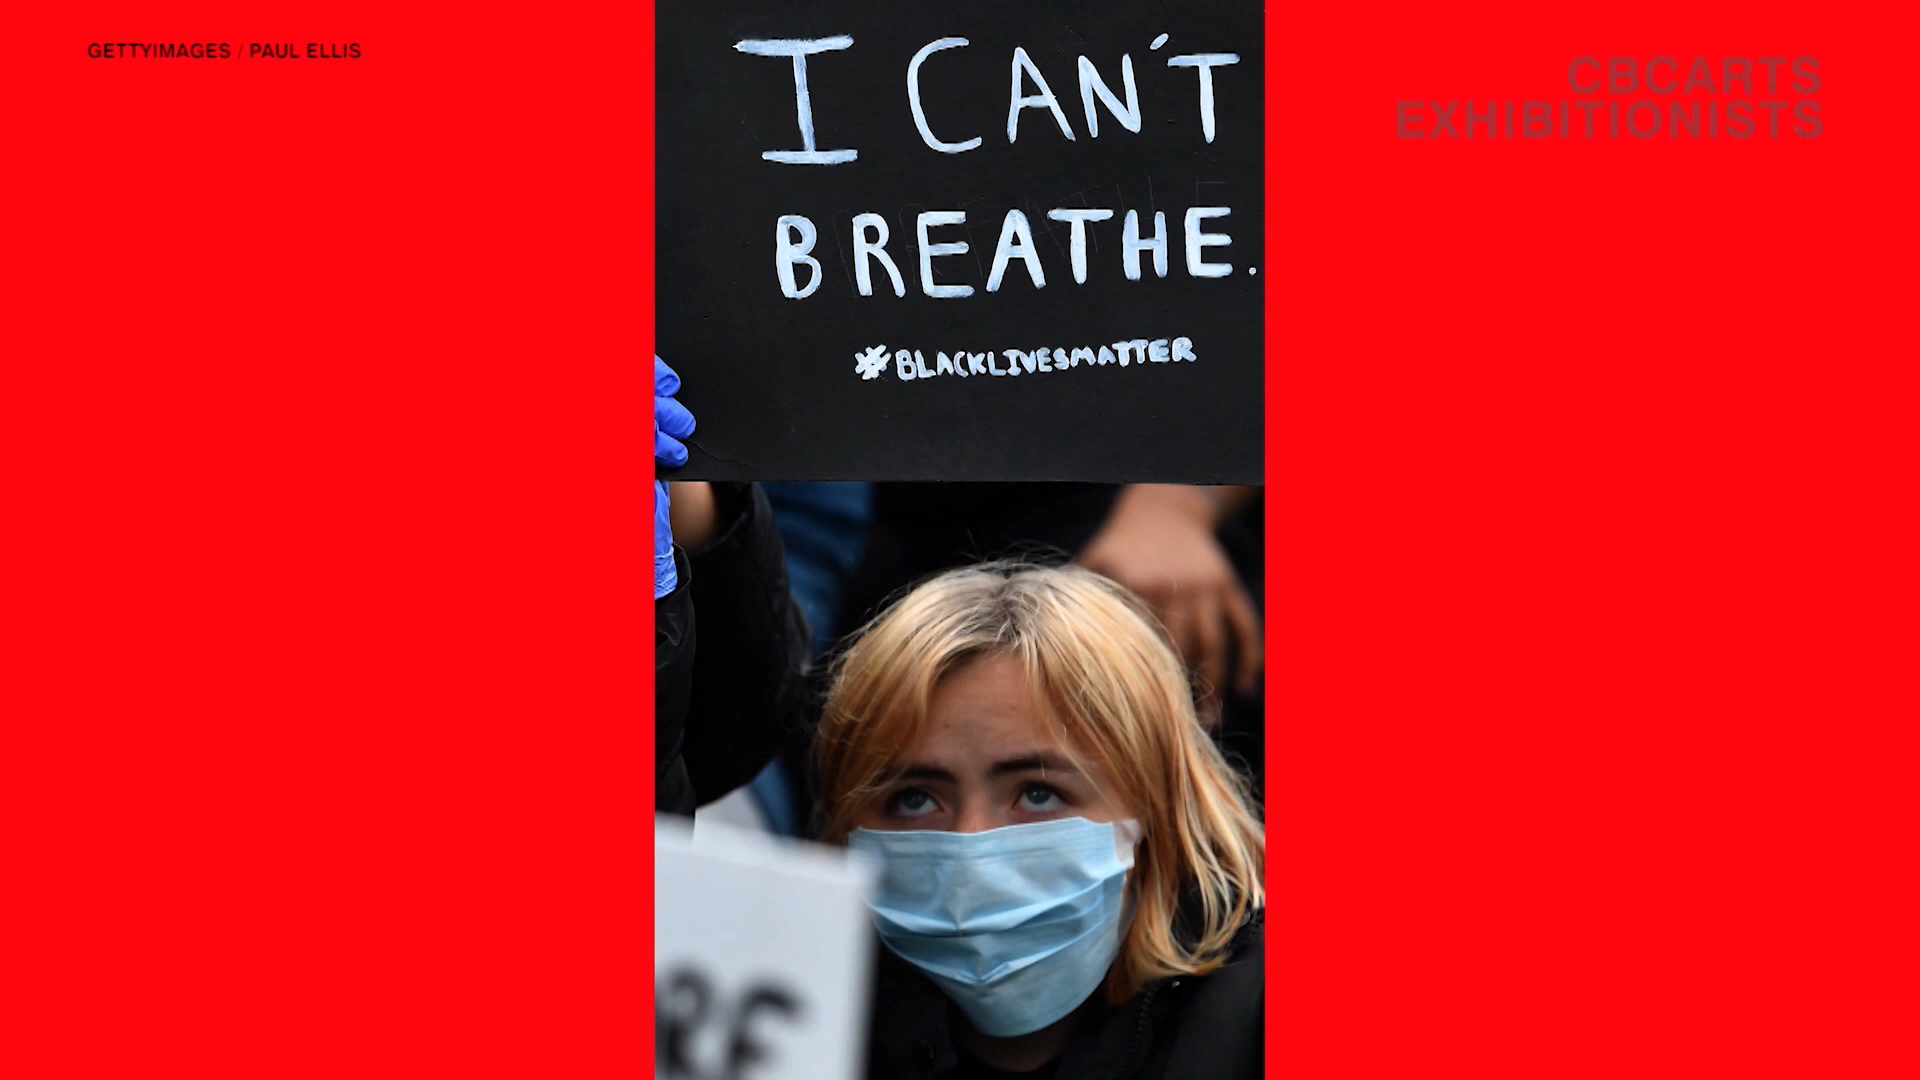 GETTYIMAGES / PAUL ELLIS
CBCARTS
EXHIBITIONISTS
I CAN'T
BREATHE.
#BLACKLIVESMATTER